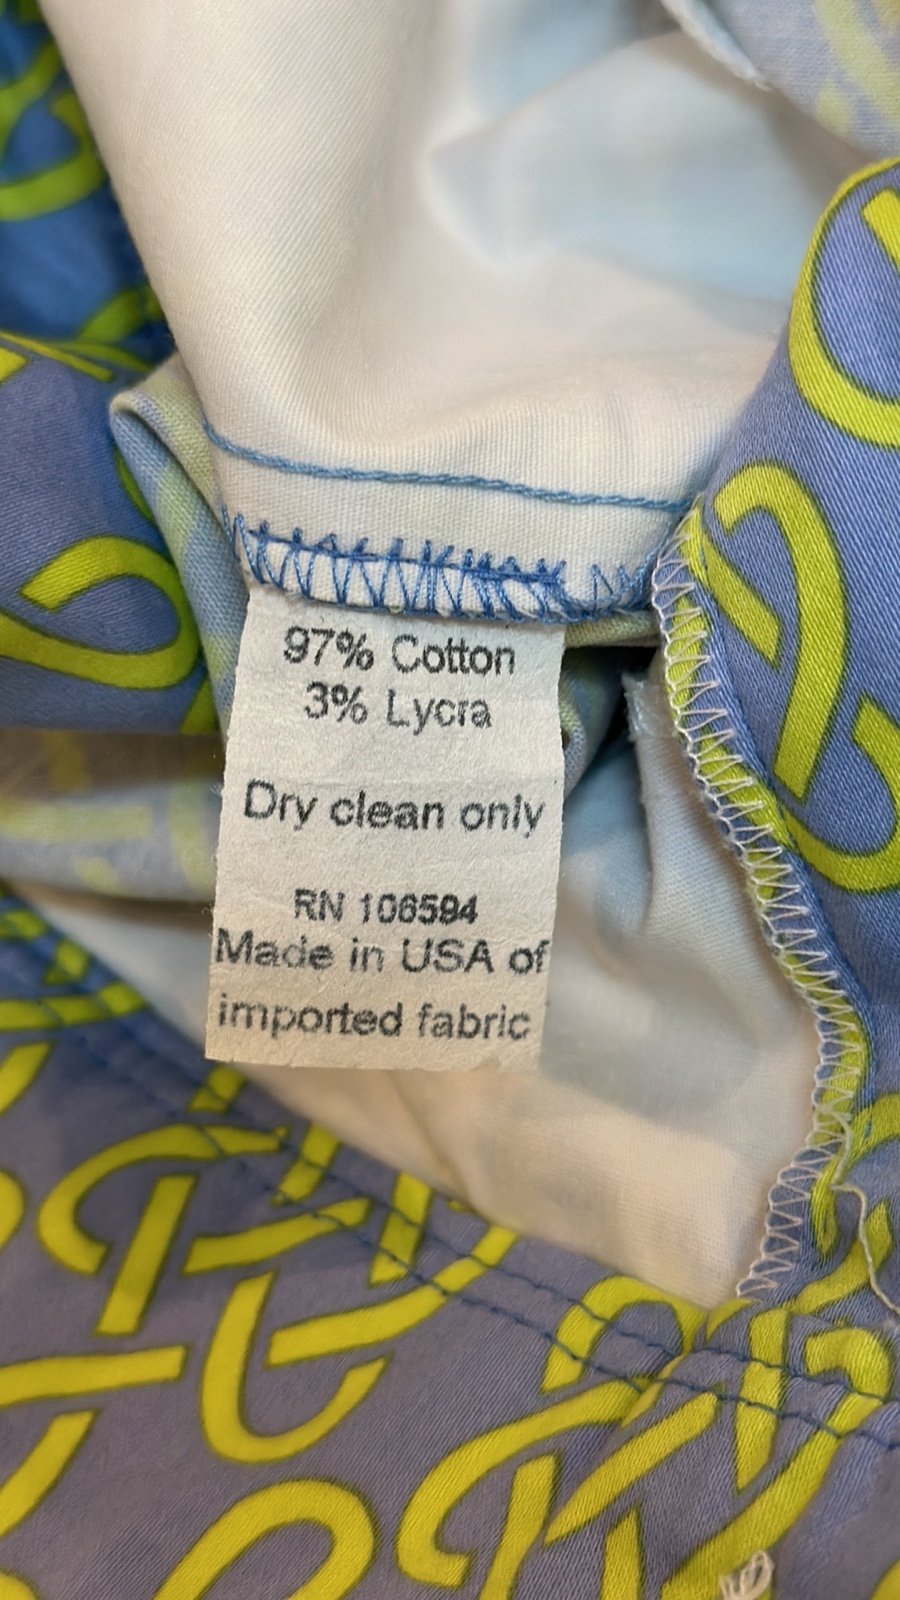 97% Cotton
3% Lycra
Dry clean only
RN 106594
Made in USA of
imported fabric